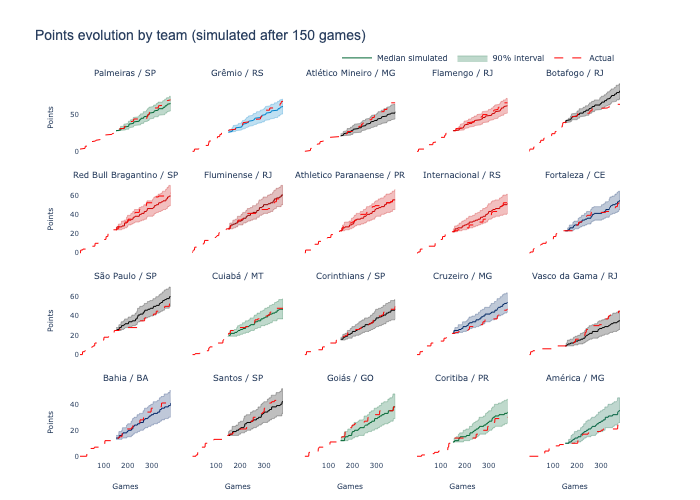 Points evolution by team (simulated after 150 games)
Median simulated 90% interval Actual
Palmeiras / SP Grêmio / RS Atlético Mineiro / MG Flamengo / RJ Botafogo / RJ
50
0
Points
Red Bull Bragantino / SP Fluminense / RJ Athletico Paranaense / PR Internacional / RS Fortaleza / CE
60
40
20
0
Points
São Paulo / SP Cuiabá / MT Corinthians / SP Cruzeiro / MG Vasco da Gama / RJ
60
40
20
0
Points
Bahia / BA Santos / SP Goiás / GO Coritiba / PR América / MG
40
20
0
Points
100 200 300 100 200 300 100 200 300 100 200 300 100 200 300
Games Games Games Games Games